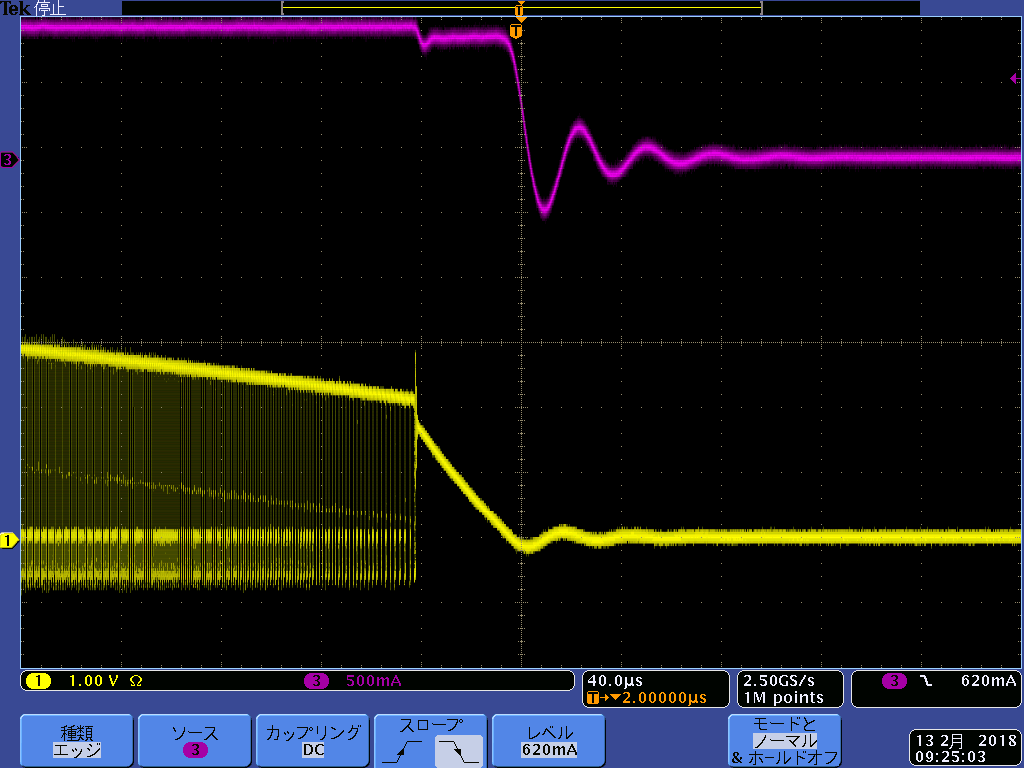 Tek 停止
T
T
3
1
1 1.00 V Ω 3 500mA
40.0μs
T→▼2.00000μs
2.50GS/s
1M points
3 620mA
種類
エッジ
ソース
3
カップリング
DC
スロープ
レベル
620mA
モードと
ノーマル
& ホールドオフ
13 2月 2018
09:25:03